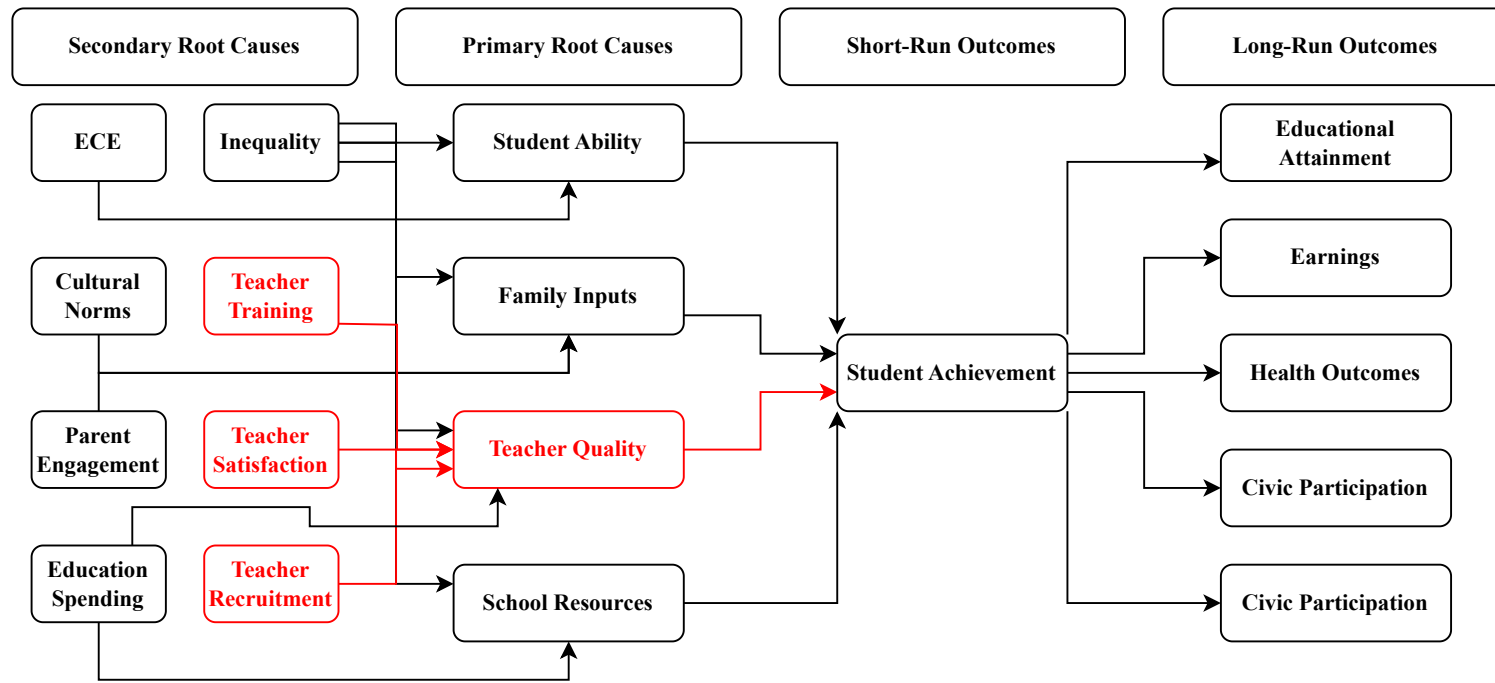 Secondary Root Causes
Primary Root Causes
Short-Run Outcomes
Long-Run Outcomes
ECE
Inequality
Student Ability
Educational
Attainment
Cultural
Norms
Teacher
Training
Family Inputs
Earnings
Student Achievement
Health Outcomes
Parent
Engagement
Teacher
Satisfaction
Teacher Quality
Civic Participation
Education
Spending
Teacher
Recruitment
School Resources
Civic Participation